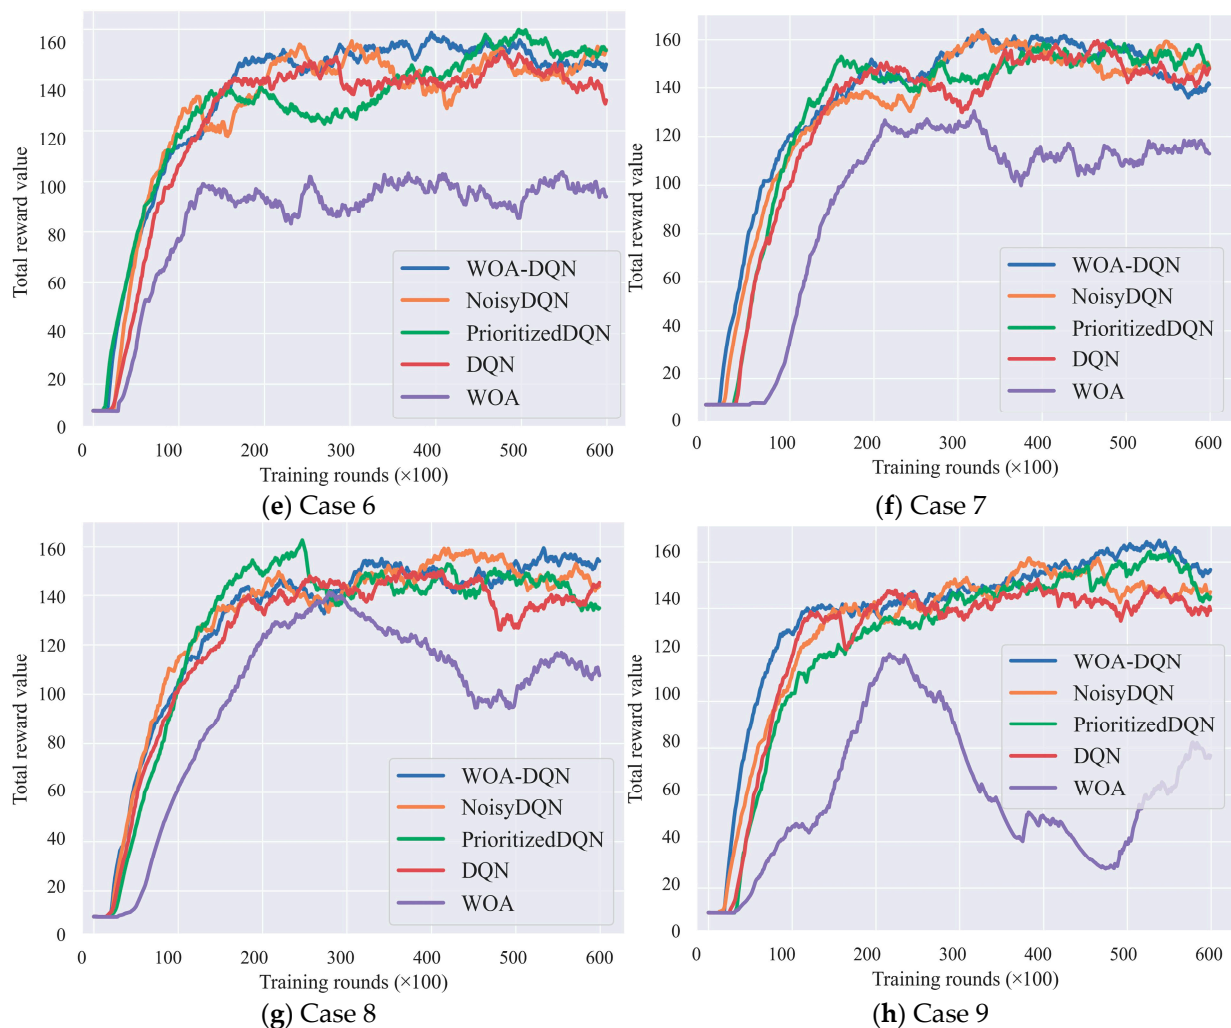 160
140
120
100
80
60
40
20
0
Total reward value
WOA-DQN
NoisyDQN
PrioritizedDQN
DQN
WOA
0 100 200 300 400 500 600
Training rounds (×100)
(e) Case 6
160
140
120
100
80
60
40
20
0
Total reward value
WOA-DQN
NoisyDQN
PrioritizedDQN
DQN
WOA
0 100 200 300 400 500 600
Training rounds (×100)
(f) Case 7
160
140
120
100
80
60
40
20
0
Total reward value
WOA-DQN
NoisyDQN
PrioritizedDQN
DQN
WOA
0 100 200 300 400 500 600
Training rounds (×100)
(g) Case 8
160
140
120
100
80
60
40
20
0
Total reward value
WOA-DQN
NoisyDQN
PrioritizedDQN
DQN
WOA
0 100 200 300 400 500 600
Training rounds (×100)
(h) Case 9